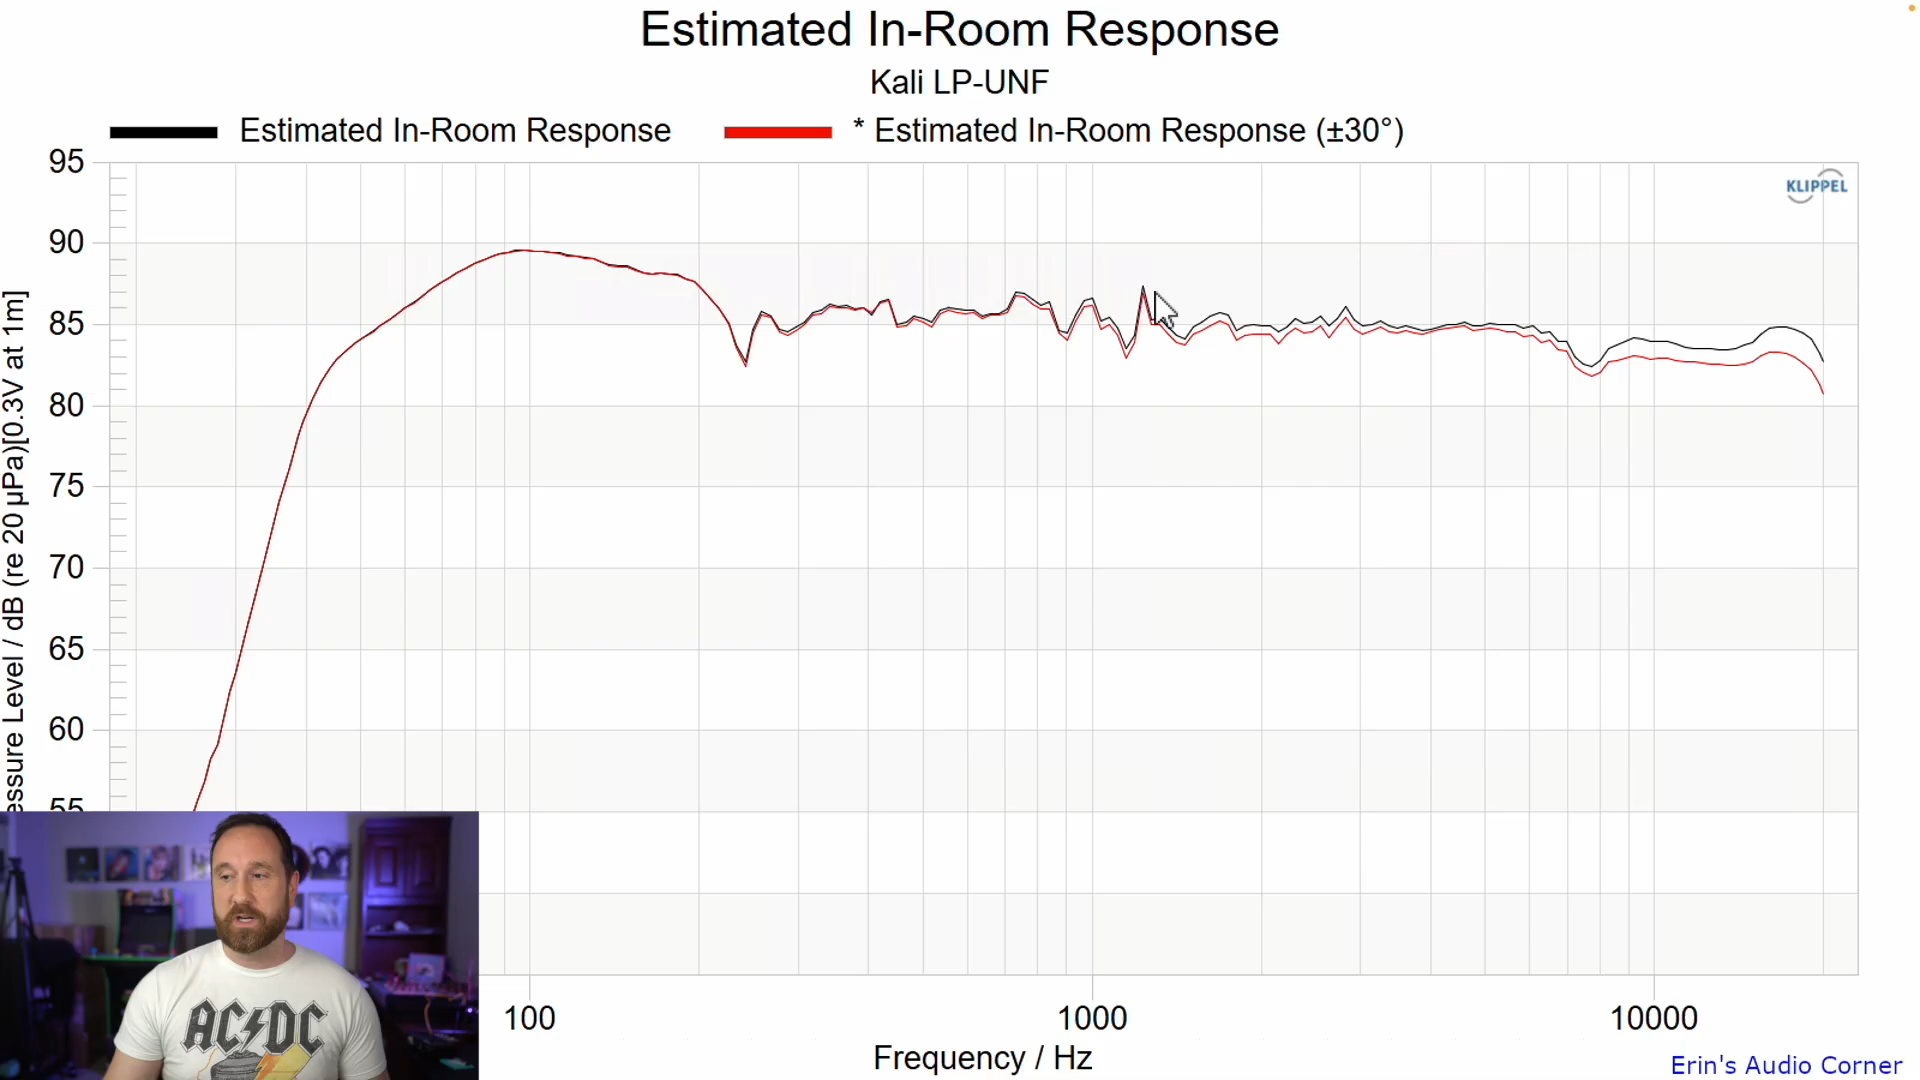 Estimated In-Room Response
Kali LP-UNF
Estimated In-Room Response
* Estimated In-Room Response (±30°)
KLIPPEL
95
90
85
80
75
70
65
60
55
essure Level / dB (re 20 µPa)[0.3V at 1m]
100
1000
10000
Frequency / Hz
AC DC
Erin's Audio Corner